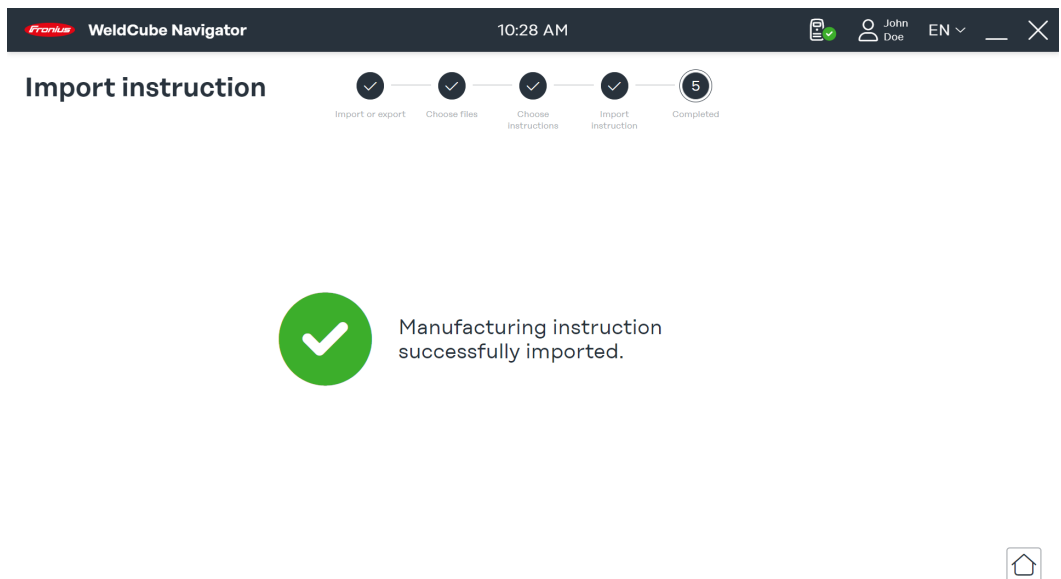 Fronius WeldCube Navigator 10:28 AM John Doe EN
Import instruction
5
Import or export Choose files Choose instructions Import instruction Completed
Manufacturing instruction
successfully imported.